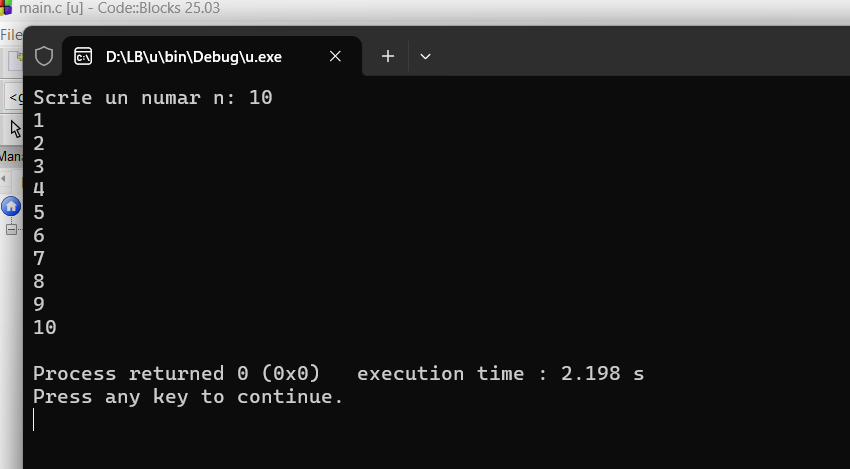 main.c [u] - Code::Blocks 25.03
File
D:\LB\u\bin\Debug\u.exe
Scrie un numar n: 10
1
2
3
4
5
6
7
8
9
10
Process returned 0 (0x0)   execution time : 2.198 s
Press any key to continue.